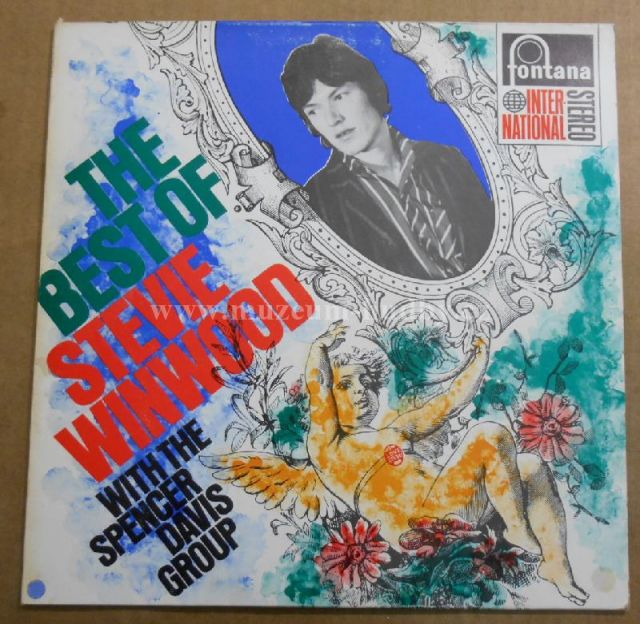 THE
BEST OF
STEVIE
WINWOOD
WITH THE
SPENCER
DAVIS
GROUP
fontana
INTER-
NATIONAL
STEREO